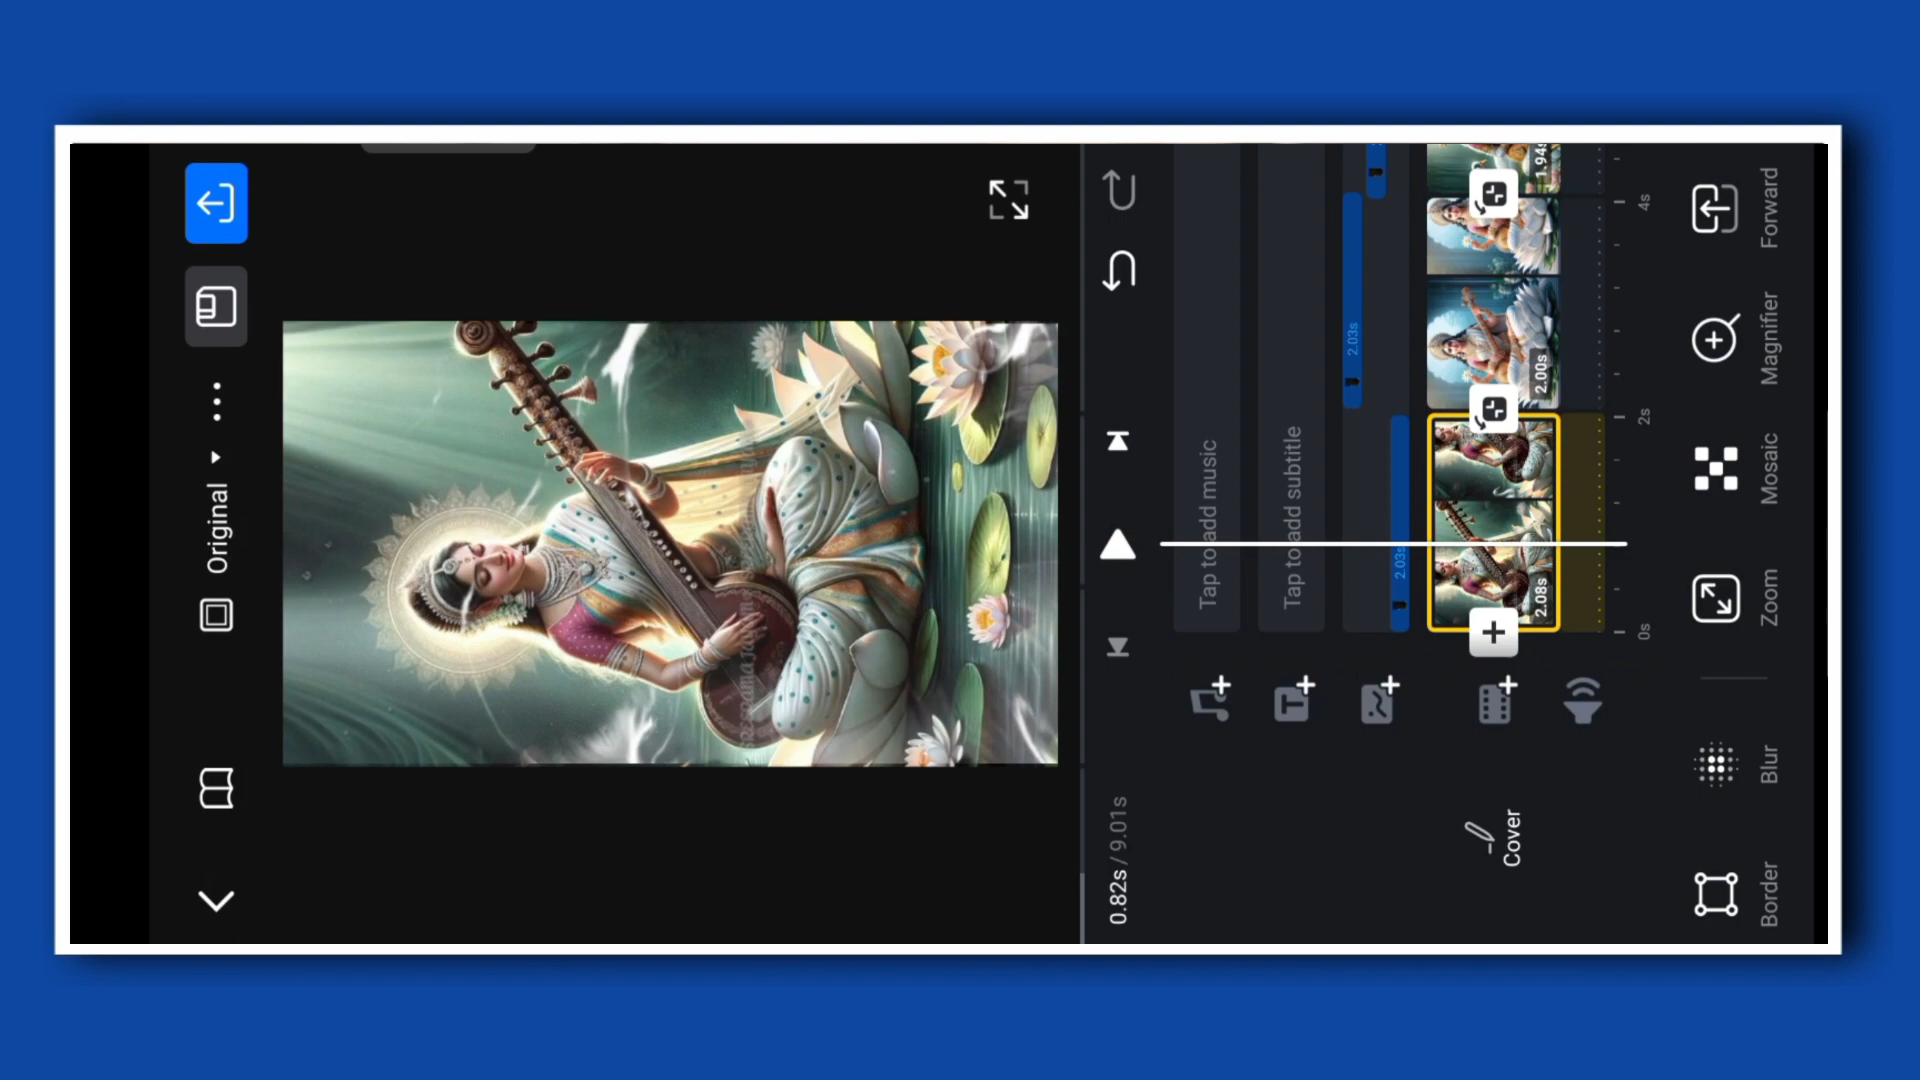 Original
0.82s / 9.01s
Tap to add music
Tap to add subtitle
2.03s
2.03s
2.08s
2.00s
1.94s
0s
2s
4s
Cover
Border
Blur
Zoom
Mosaic
Magnifier
Forward